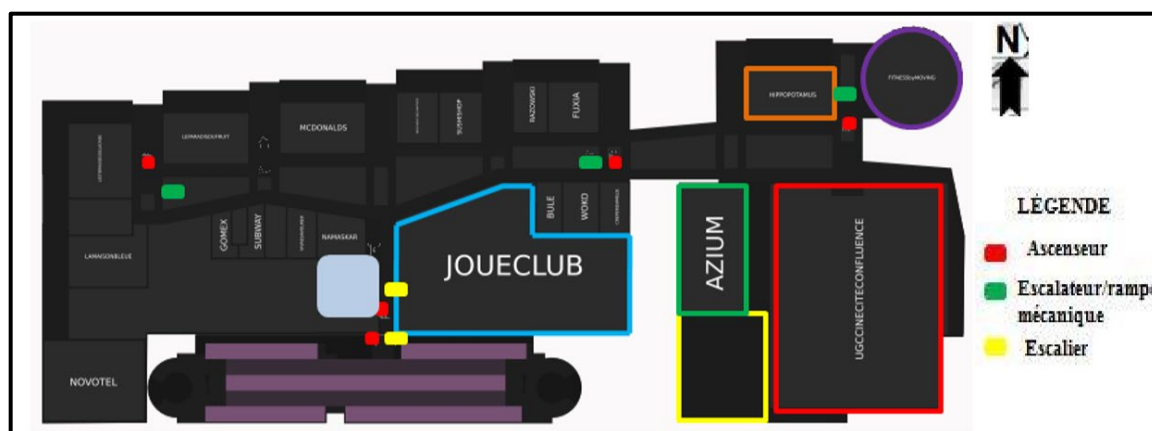 N
FITNESSbyMOVING
HIPPOPOTAMUS
RAZOWSKI
FUXIA
SUSHISHOP
MCDONALDS
LEPARADISDUFRUIT
BULE
WOKO
GOMEX
SUBWAY
NAMASKAR
LAMAISONBLEUE
JOUECLUB
AZIUM
UGCCINECITECONFLUENCE
NOVOTEL
LÉGENDE
Ascenseur
Escalateur/rampe
mécanique
Escalier